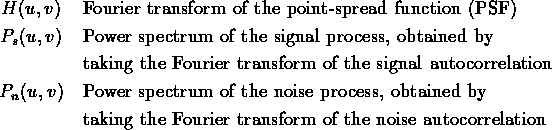 H(u, v) Fourier transform of the point-spread function (PSF)
P_s(u, v) Power spectrum of the signal process, obtained by
taking the Fourier transform of the signal autocorrelation
P_n(u, v) Power spectrum of the noise process, obtained by
taking the Fourier transform of the noise autocorrelation